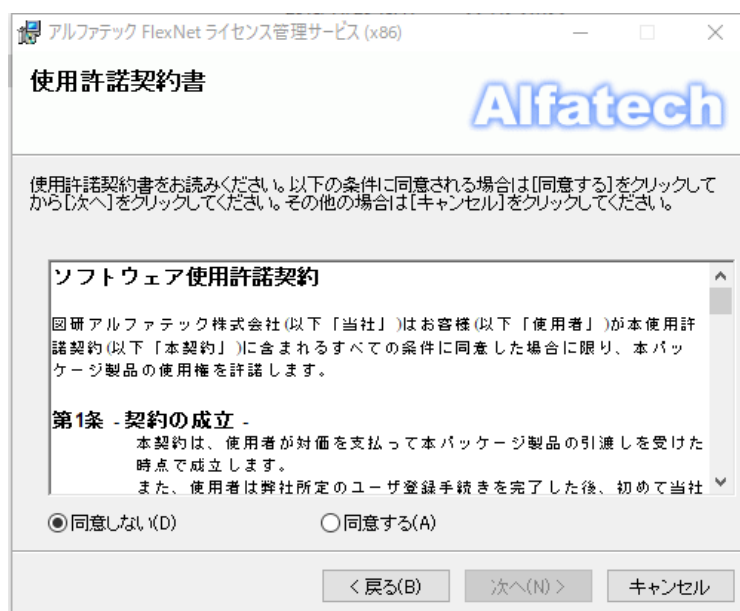 アルファテック FlexNet ライセンス管理サービス (x86)
使用許諾契約書
Alfatech
使用許諾契約書をお読みください。以下の条件に同意される場合は[同意する]をクリックして
から[次へ]をクリックしてください。その他の場合は[キャンセル]をクリックしてください。
ソフトウェア使用許諾契約
図研アルファテック株式会社(以下「当社」)はお客様(以下「使用者」)が本使用許
諾契約(以下「本契約」)に含まれるすべての条件に同意した場合に限り、本パッ
ケージ製品の使用権を許諾します。
第1条 - 契約の成立 -
本契約は、使用者が対価を支払って本パッケージ製品の引渡しを受けた
時点で成立します。
また、使用者は弊社所定のユーザ登録手続きを完了した後、初めて当社
同意しない(D) 同意する(A)
< 戻る(B) 次へ(N) > キャンセル